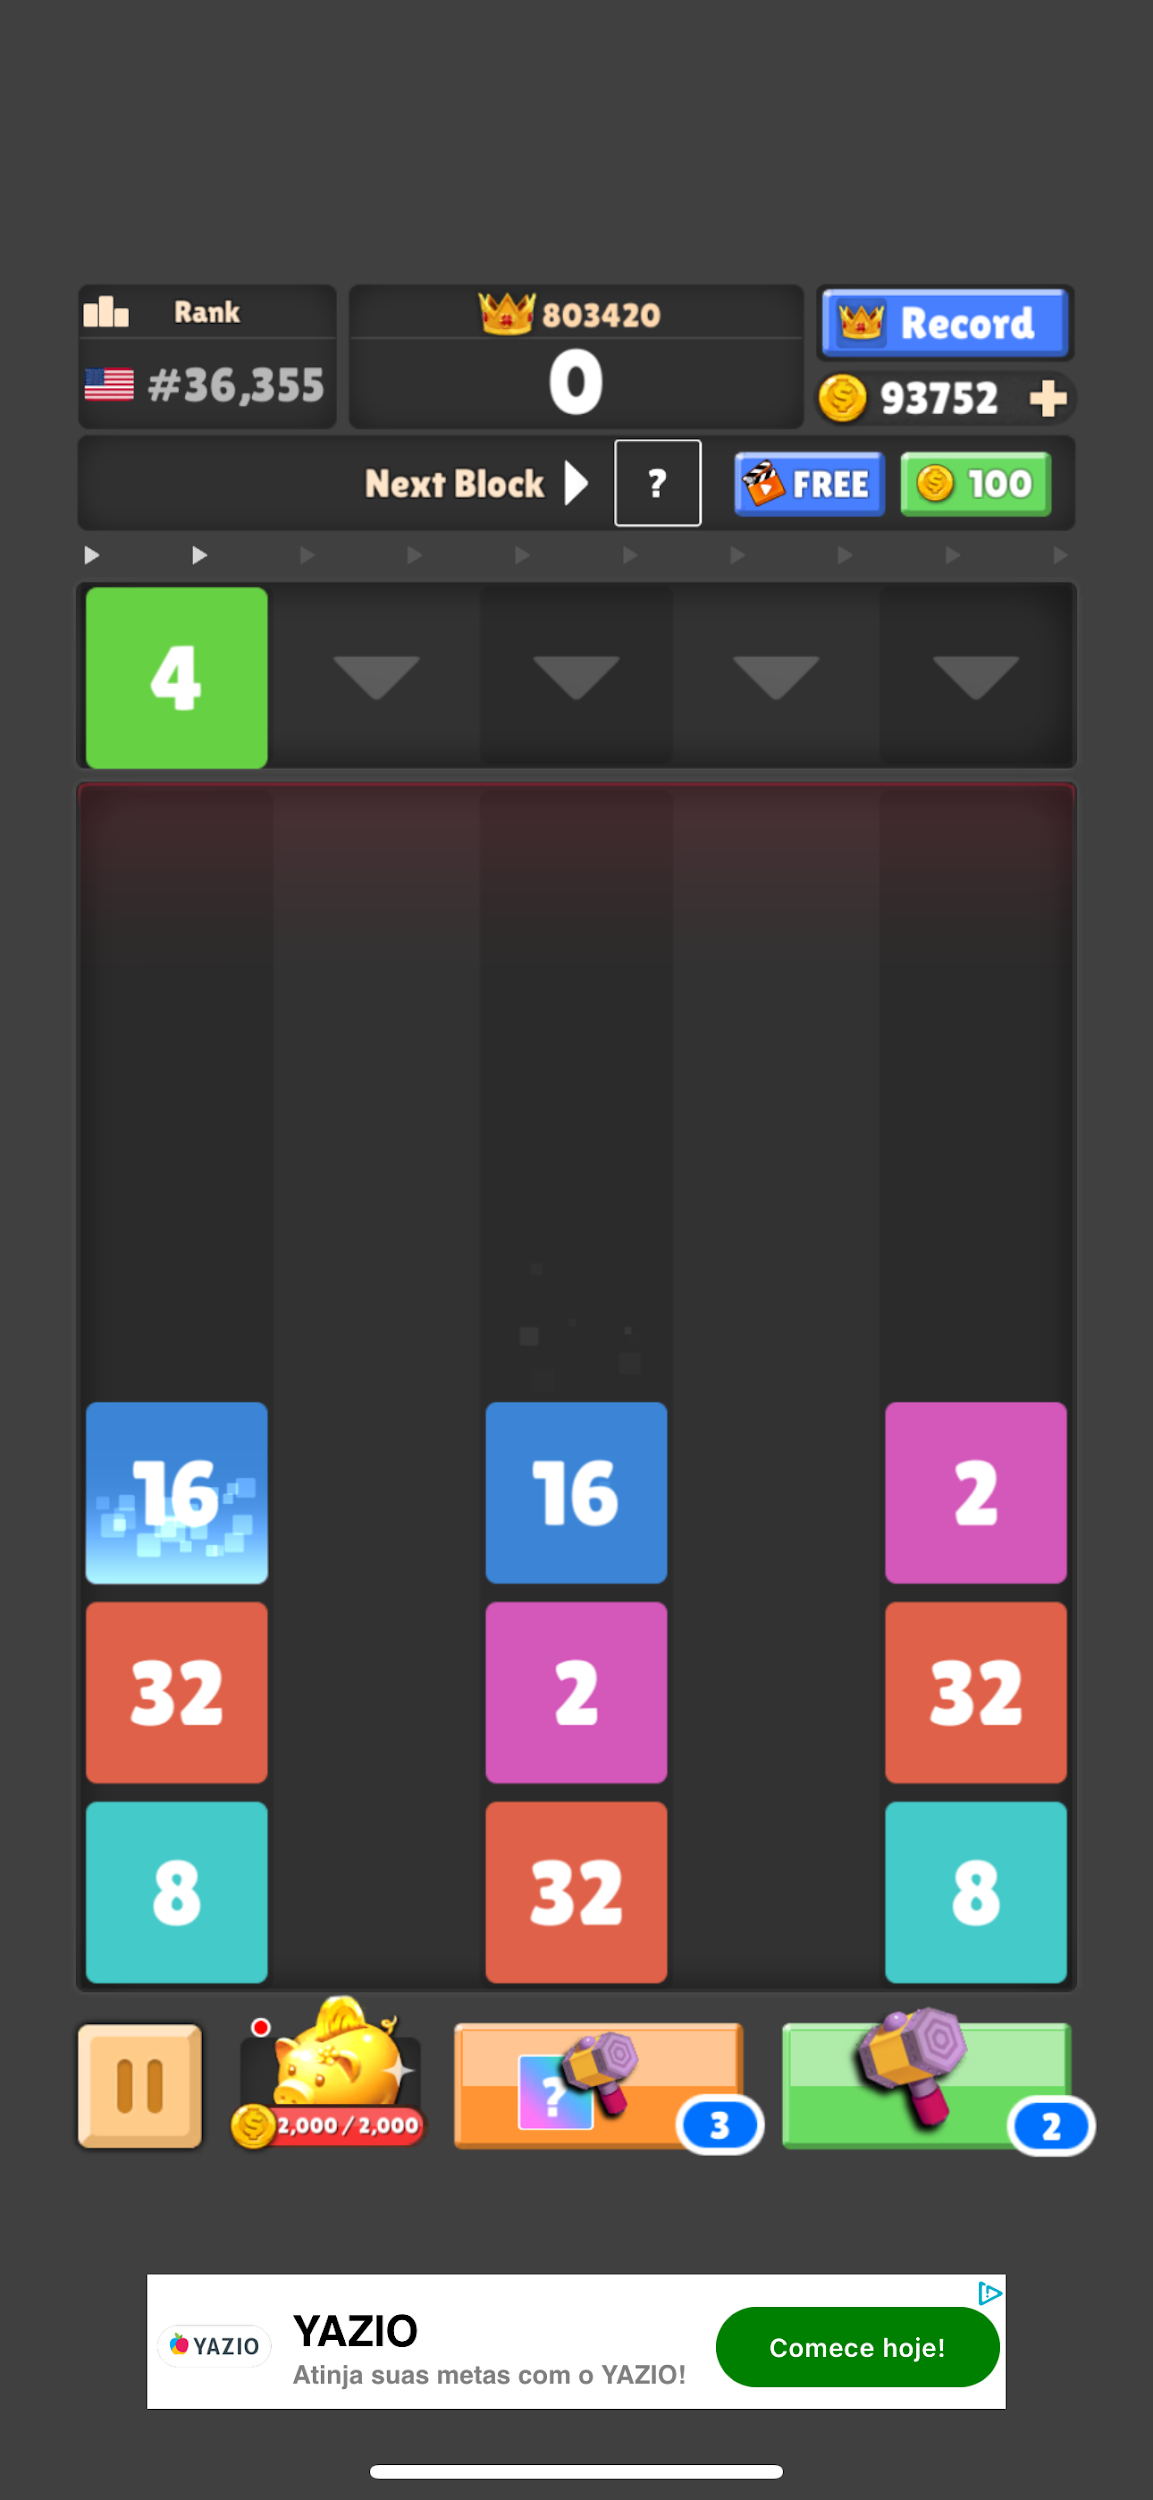 Rank
#36,355
803420
0
Record
93752
Next Block
?
FREE
100
4
16 16 2
32 2 32
8 32 8
2,000/2,000
?
3
2
YAZIO
YAZIO
Atinja suas metas com o YAZIO!
Comece hoje!